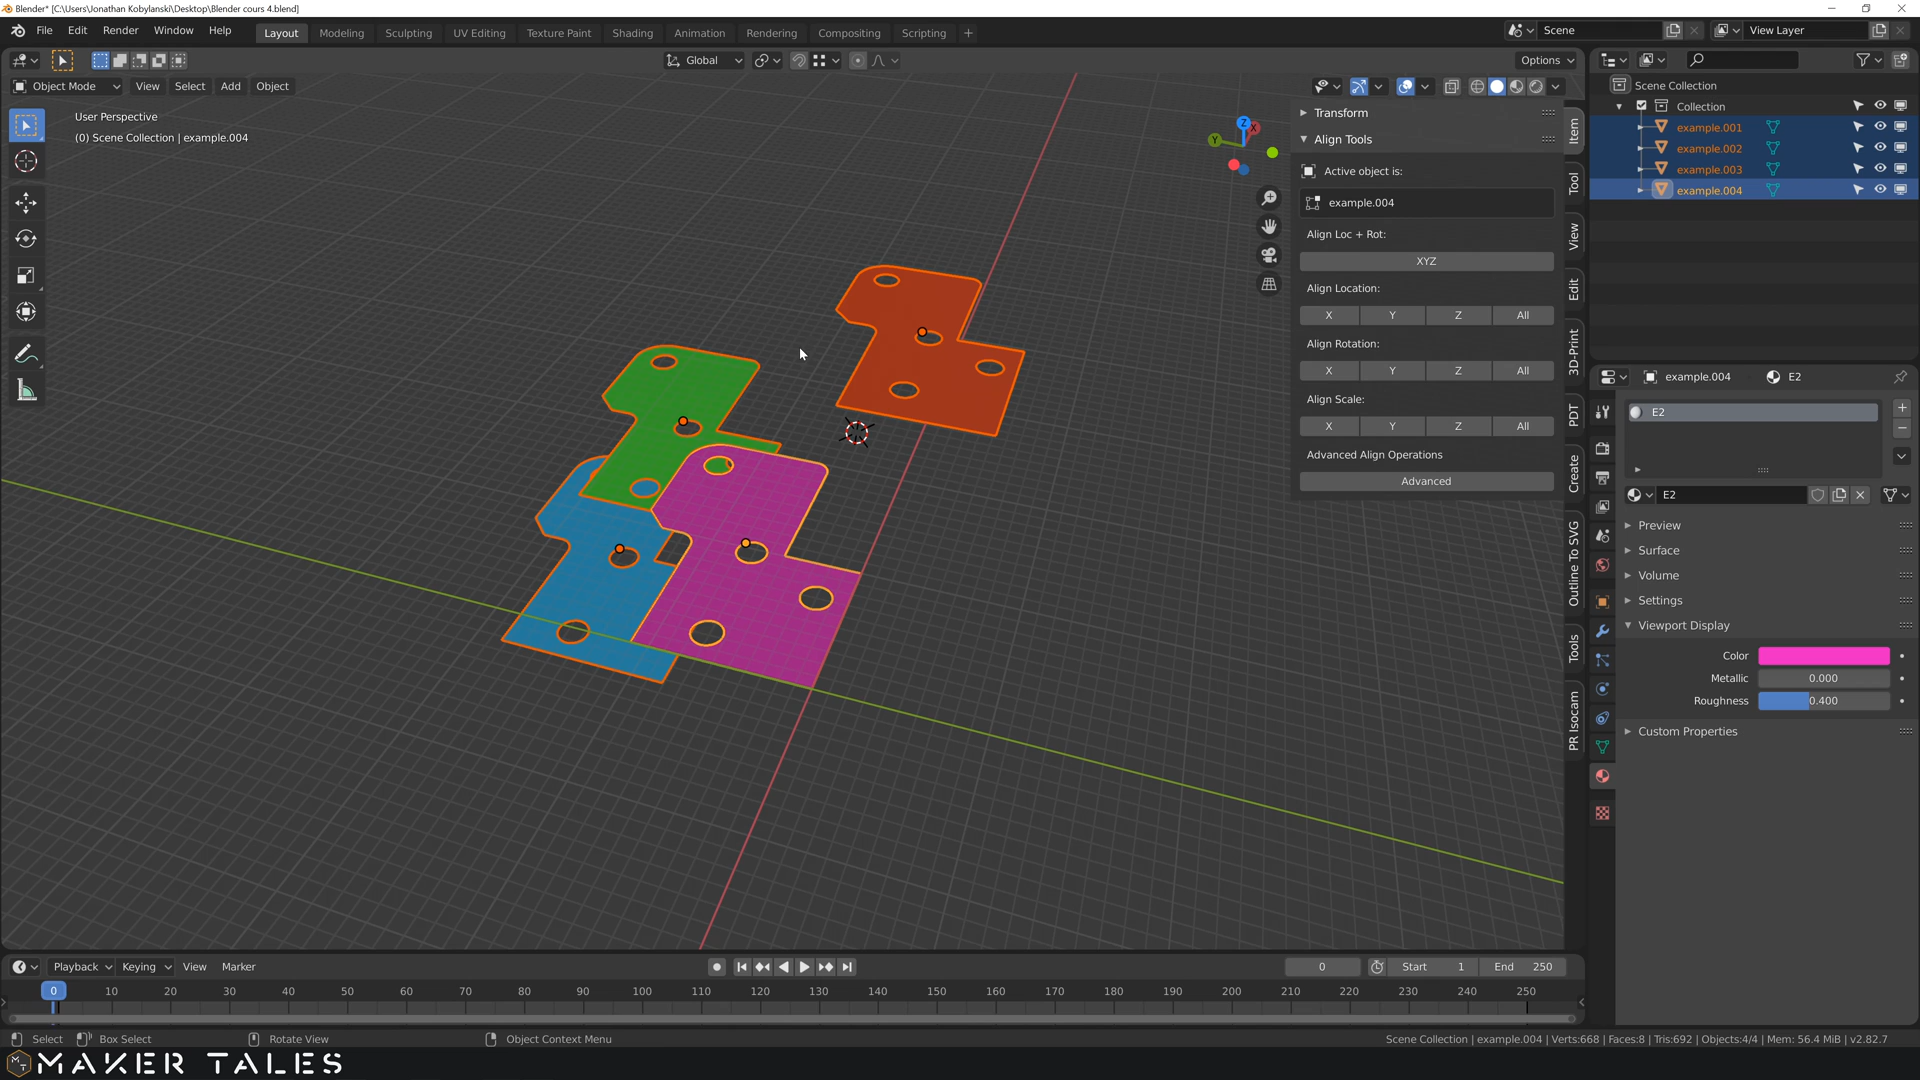 Blender* [C:\Users\Jonathan Kobylanski\Desktop\Blender cours 4.blend]
File Edit Render Window Help Layout Modeling Sculpting UV Editing Texture Paint Shading Animation Rendering Compositing Scripting + Scene View Layer
Global Options
Object Mode View Select Add Object
User Perspective
(0) Scene Collection | example.004
Z X Y
Transform
Align Tools
Active object is:
example.004
Align Loc + Rot:
XYZ
Align Location:
X Y Z All
Align Rotation:
X Y Z All
Align Scale:
X Y Z All
Advanced Align Operations
Advanced
Item
Tool
View
Edit
3D-Print
PDT
Create
Outline To SVG
Tools
PR Isocam
Scene Collection
Collection
example.001
example.002
example.003
example.004
example.004 E2
E2
E2
Preview
Surface
Volume
Settings
Viewport Display
Color
Metallic 0.000
Roughness 0.400
Custom Properties
Playback Keying View Marker 0 Start 1 End 250
0 10 20 30 40 50 60 70 80 90 100 110 120 130 140 150 160 170 180 190 200 210 220 230 240 250
Select Box Select Rotate View Object Context Menu Scene Collection | example.004 | Verts:668 | Faces:8 | Tris:692 | Objects:4/4 | Mem: 56.4 MiB | v2.82.7
MT MAKER TALES